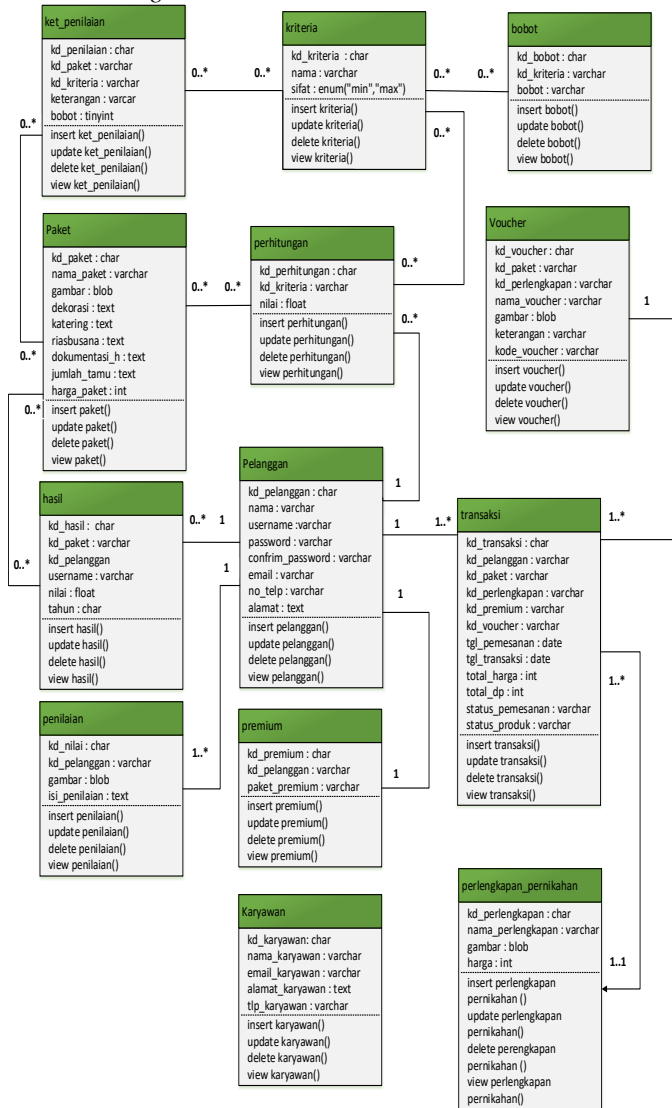 ket_penilaian
kd_penilaian : char
kd_paket : varchar
kd_kriteria : varchar
keterangan : varcar
bobot : tinyint
insert ket_penilaian()
update ket_penilaian()
delete ket_penilaian()
view ket_penilaian()
0..*
0..*
kriteria
kd_kriteria : char
nama : varchar
sifat : enum("min","max")
insert kriteria()
update kriteria()
delete kriteria()
view kriteria()
0..*
0..*
0..*
bobot
kd_bobot : char
kd_kriteria : varchar
bobot : varchar
insert bobot()
update bobot()
delete bobot()
view bobot()
0..*
Paket
kd_paket : char
nama_paket : varchar
gambar : blob
dekorasi : text
katering : text
riasbusana : text
dokumentasi_h : text
jumlah_tamu : text
harga_paket : int
insert paket()
update paket()
delete paket()
view paket()
0..*
0..*
0..*
perhitungan
kd_perhitungan : char
kd_kriteria : varchar
nilai : float
insert perhitungan()
update perhitungan()
delete perhitungan()
view perhitungan()
0..*
0..*
0..*
Voucher
kd_voucher : char
kd_paket : varchar
kd_perlengkapan : varchar
nama_voucher : varchar
gambar : blob
keterangan : varchar
kode_voucher : varchar
insert voucher()
update voucher()
delete voucher()
view voucher()
1
hasil
kd_hasil : char
kd_paket : varchar
kd_pelanggan
username : varchar
nilai : float
tahun : char
insert hasil()
update hasil()
delete hasil()
view hasil()
0..*
0..*
1
Pelanggan
kd_pelanggan : char
nama : varchar
username :varchar
password : varchar
confrim_password : varchar
email : varchar
no_telp : varchar
alamat : text
insert pelanggan()
update pelanggan()
delete pelanggan()
view pelanggan()
1
1
1
1
1..*
transaksi
kd_transaksi : char
kd_pelanggan : varchar
kd_paket : varchar
kd_perlengkapan : varchar
kd_premium : varchar
kd_voucher : varchar
tgl_pemesanan : date
tgl_transaksi : date
total_harga : int
total_dp : int
status_pemesanan : varchar
status_produk : varchar
insert transaksi()
update transaksi()
delete transaksi()
view transaksi()
1..*
1..*
penilaian
kd_nilai : char
kd_pelanggan : varchar
gambar : blob
isi_penilaian : text
insert penilaian()
update penilaian()
delete penilaian()
view penilaian()
1..*
premium
kd_premium : char
kd_pelanggan : varchar
paket_premium : varchar
insert premium()
update premium()
delete premium()
view premium()
1
Karyawan
kd_karyawan: char
nama_karyawan : varchar
email_karyawan : varchar
alamat_karyawan : text
tlp_karyawan : varchar
insert karyawan()
update karyawan()
delete karyawan()
view karyawan()
perlengkapan_pernikahan
kd_perlengkapan : char
nama_perlengkapan : varchar
gambar : blob
harga : int
insert perlengkapan
pernikahan ()
update perlengkapan
pernikahan()
delete perengkapan
pernikahan ()
view perlengkapan
pernikahan()
1..1